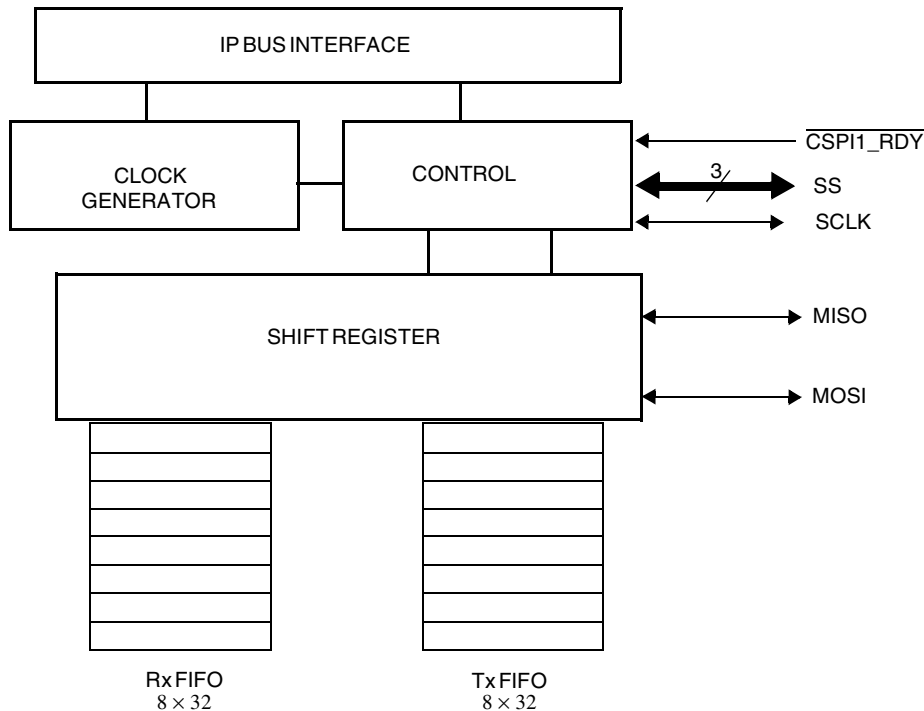 IP BUS INTERFACE
CLOCK
GENERATOR
CONTROL
CSPI1_RDY
3
SS
SCLK
SHIFT REGISTER
MISO
MOSI
Rx FIFO
8 × 32
Tx FIFO
8 × 32